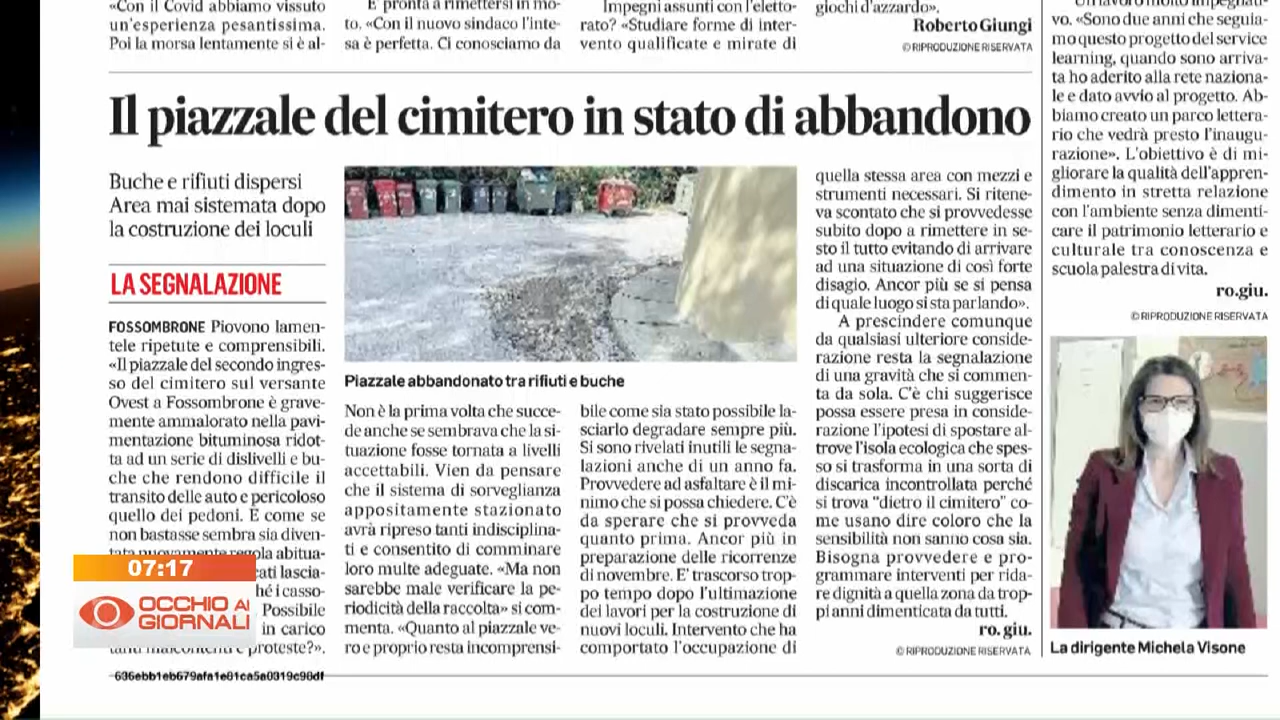 «Con il Covid abbiamo vissuto
un'esperienza pesantissima.
Poi la morsa lentamente si è al-
E pronta a rimettersi in mo-
to. «Con il nuovo sindaco l'inte-
sa è perfetta. Ci conosciamo da
Impegni assunti con l'eletto-
rato? «Studiare forme di inter-
vento qualificate e mirate di
giochi d'azzardo».
Roberto Giungi
© RIPRODUZIONE RISERVATA
Il piazzale del cimitero in stato di abbandono
Buche e rifiuti dispersi
Area mai sistemata dopo
la costruzione dei loculi
LA SEGNALAZIONE
FOSSOMBRONE Piovono lamen-
tele ripetute e comprensibili.
«Il piazzale del secondo ingres-
so del cimitero sul versante
Ovest a Fossombrone è grave-
mente ammalorato nella pavi-
mentazione bituminosa ridot-
ta ad un serie di dislivelli e bu-
che che rendono difficile il
transito delle auto e pericoloso
quello dei pedoni. E come se
non bastasse sembra sia diven-
tata nuovamente regola abitua-
cati lascia-
hé i casso-
Possibile
in carico
tanti malcontenti e proteste?».
Piazzale abbandonato tra rifiuti e buche
Non è la prima volta che succe-
de anche se sembrava che la si-
tuazione fosse tornata a livelli
accettabili. Vien da pensare
che il sistema di sorveglianza
appositamente stazionato
avrà ripreso tanti indisciplina-
ti e consentito di comminare
loro multe adeguate. «Ma non
sarebbe male verificare la pe-
riodicità della raccolta» si com-
menta. «Quanto al piazzale ve-
ro e proprio resta incomprensi-
bile come sia stato possibile la-
sciarlo degradare sempre più.
Si sono rivelati inutili le segna-
lazioni anche di un anno fa.
Provvedere ad asfaltare è il mi-
nimo che si possa chiedere. C'è
da sperare che si provveda
quanto prima. Ancor più in
preparazione delle ricorrenze
di novembre. E' trascorso trop-
po tempo dopo l'ultimazione
dei lavori per la costruzione di
nuovi loculi. Intervento che ha
comportato l'occupazione di
quella stessa area con mezzi e
strumenti necessari. Si ritene-
va scontato che si provvedesse
subito dopo a rimettere in se-
sto il tutto evitando di arrivare
ad una situazione di così forte
disagio. Ancor più se si pensa
di quale luogo si sta parlando».
A prescindere comunque
da qualsiasi ulteriore conside-
razione resta la segnalazione
di una gravità che si commen-
ta da sola. C'è chi suggerisce
possa essere presa in conside-
razione l'ipotesi di spostare al-
trove l'isola ecologica che spes-
so si trasforma in una sorta di
discarica incontrollata perché
si trova "dietro il cimitero" co-
me usano dire coloro che la
sensibilità non sanno cosa sia.
Bisogna provvedere e pro-
grammare interventi per rida-
re dignità a quella zona da trop-
pi anni dimenticata da tutti.
ro. giu.
© RIPRODUZIONE RISERVATA
vo. «Sono due anni che seguia-
mo questo progetto del service
learning, quando sono arriva-
ta ho aderito alla rete naziona-
le e dato avvio al progetto. Ab-
biamo creato un parco lettera-
rio che vedrà presto l'inaugu-
razione». L'obiettivo è di mi-
gliorare la qualità dell'appren-
dimento in stretta relazione
con l'ambiente senza dimenti-
care il patrimonio letterario e
culturale tra conoscenza e
scuola palestra di vita.
ro.giu.
© RIPRODUZIONE RISERVATA
La dirigente Michela Visone
07:17
OCCHIO AI
GIORNALI
636ebb1eb679afa1e81ca5a0319c98df